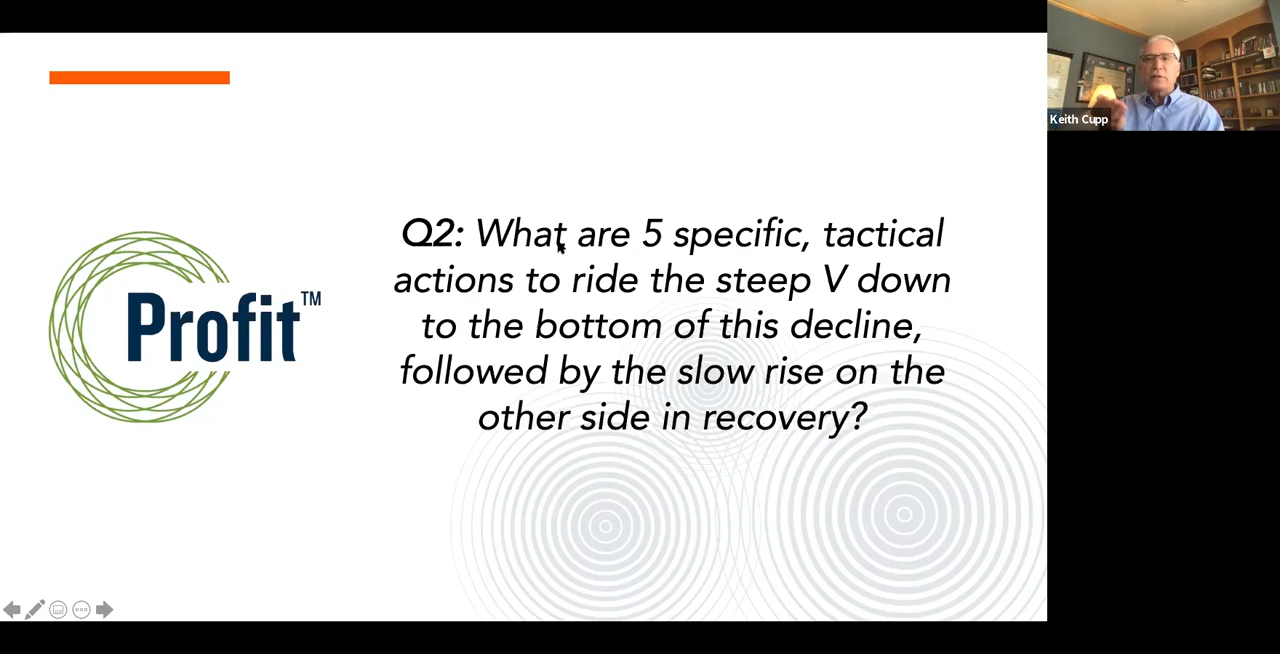 Keith Cupp
Profit™
Q2: What are 5 specific, tactical
actions to ride the steep V down
to the bottom of this decline,
followed by the slow rise on the
other side in recovery?